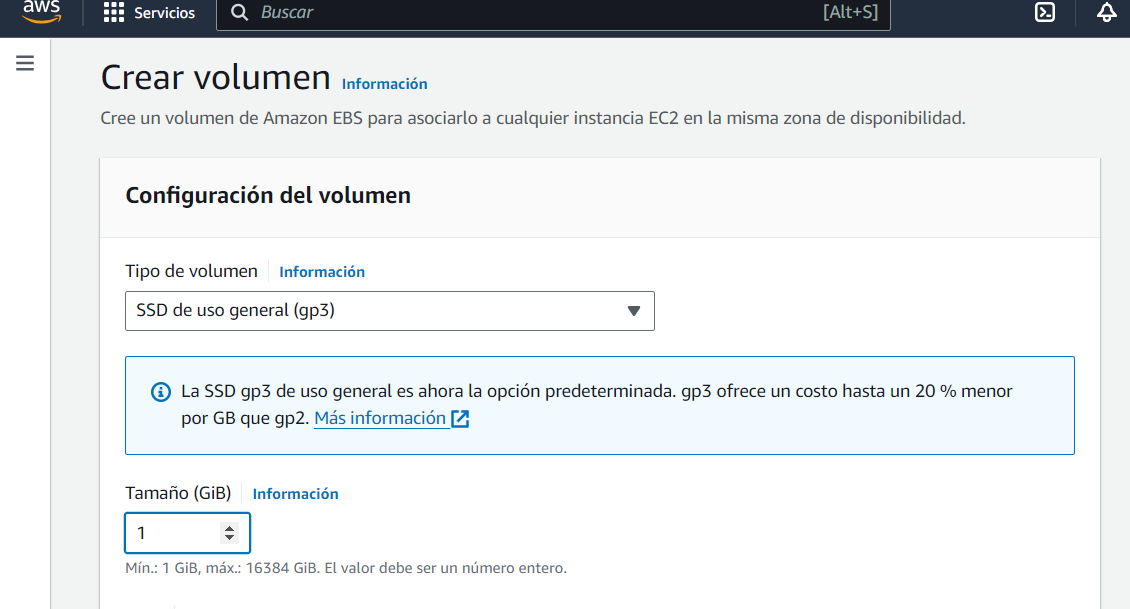 aws
Servicios
Buscar
[Alt+S]
Crear volumen Información
Cree un volumen de Amazon EBS para asociarlo a cualquier instancia EC2 en la misma zona de disponibilidad.
Configuración del volumen
Tipo de volumen Información
SSD de uso general (gp3)
La SSD gp3 de uso general es ahora la opción predeterminada. gp3 ofrece un costo hasta un 20 % menor
por GB que gp2. Más información
Tamaño (GiB) Información
1
Mín.: 1 GiB, máx.: 16384 GiB. El valor debe ser un número entero.